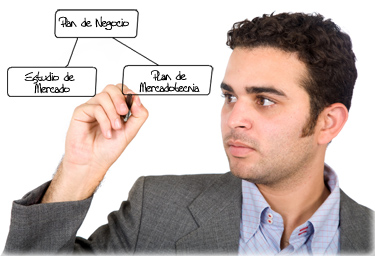 Plan de Negocio
Estudio de
Mercado
Plan de
Mercadotecnia